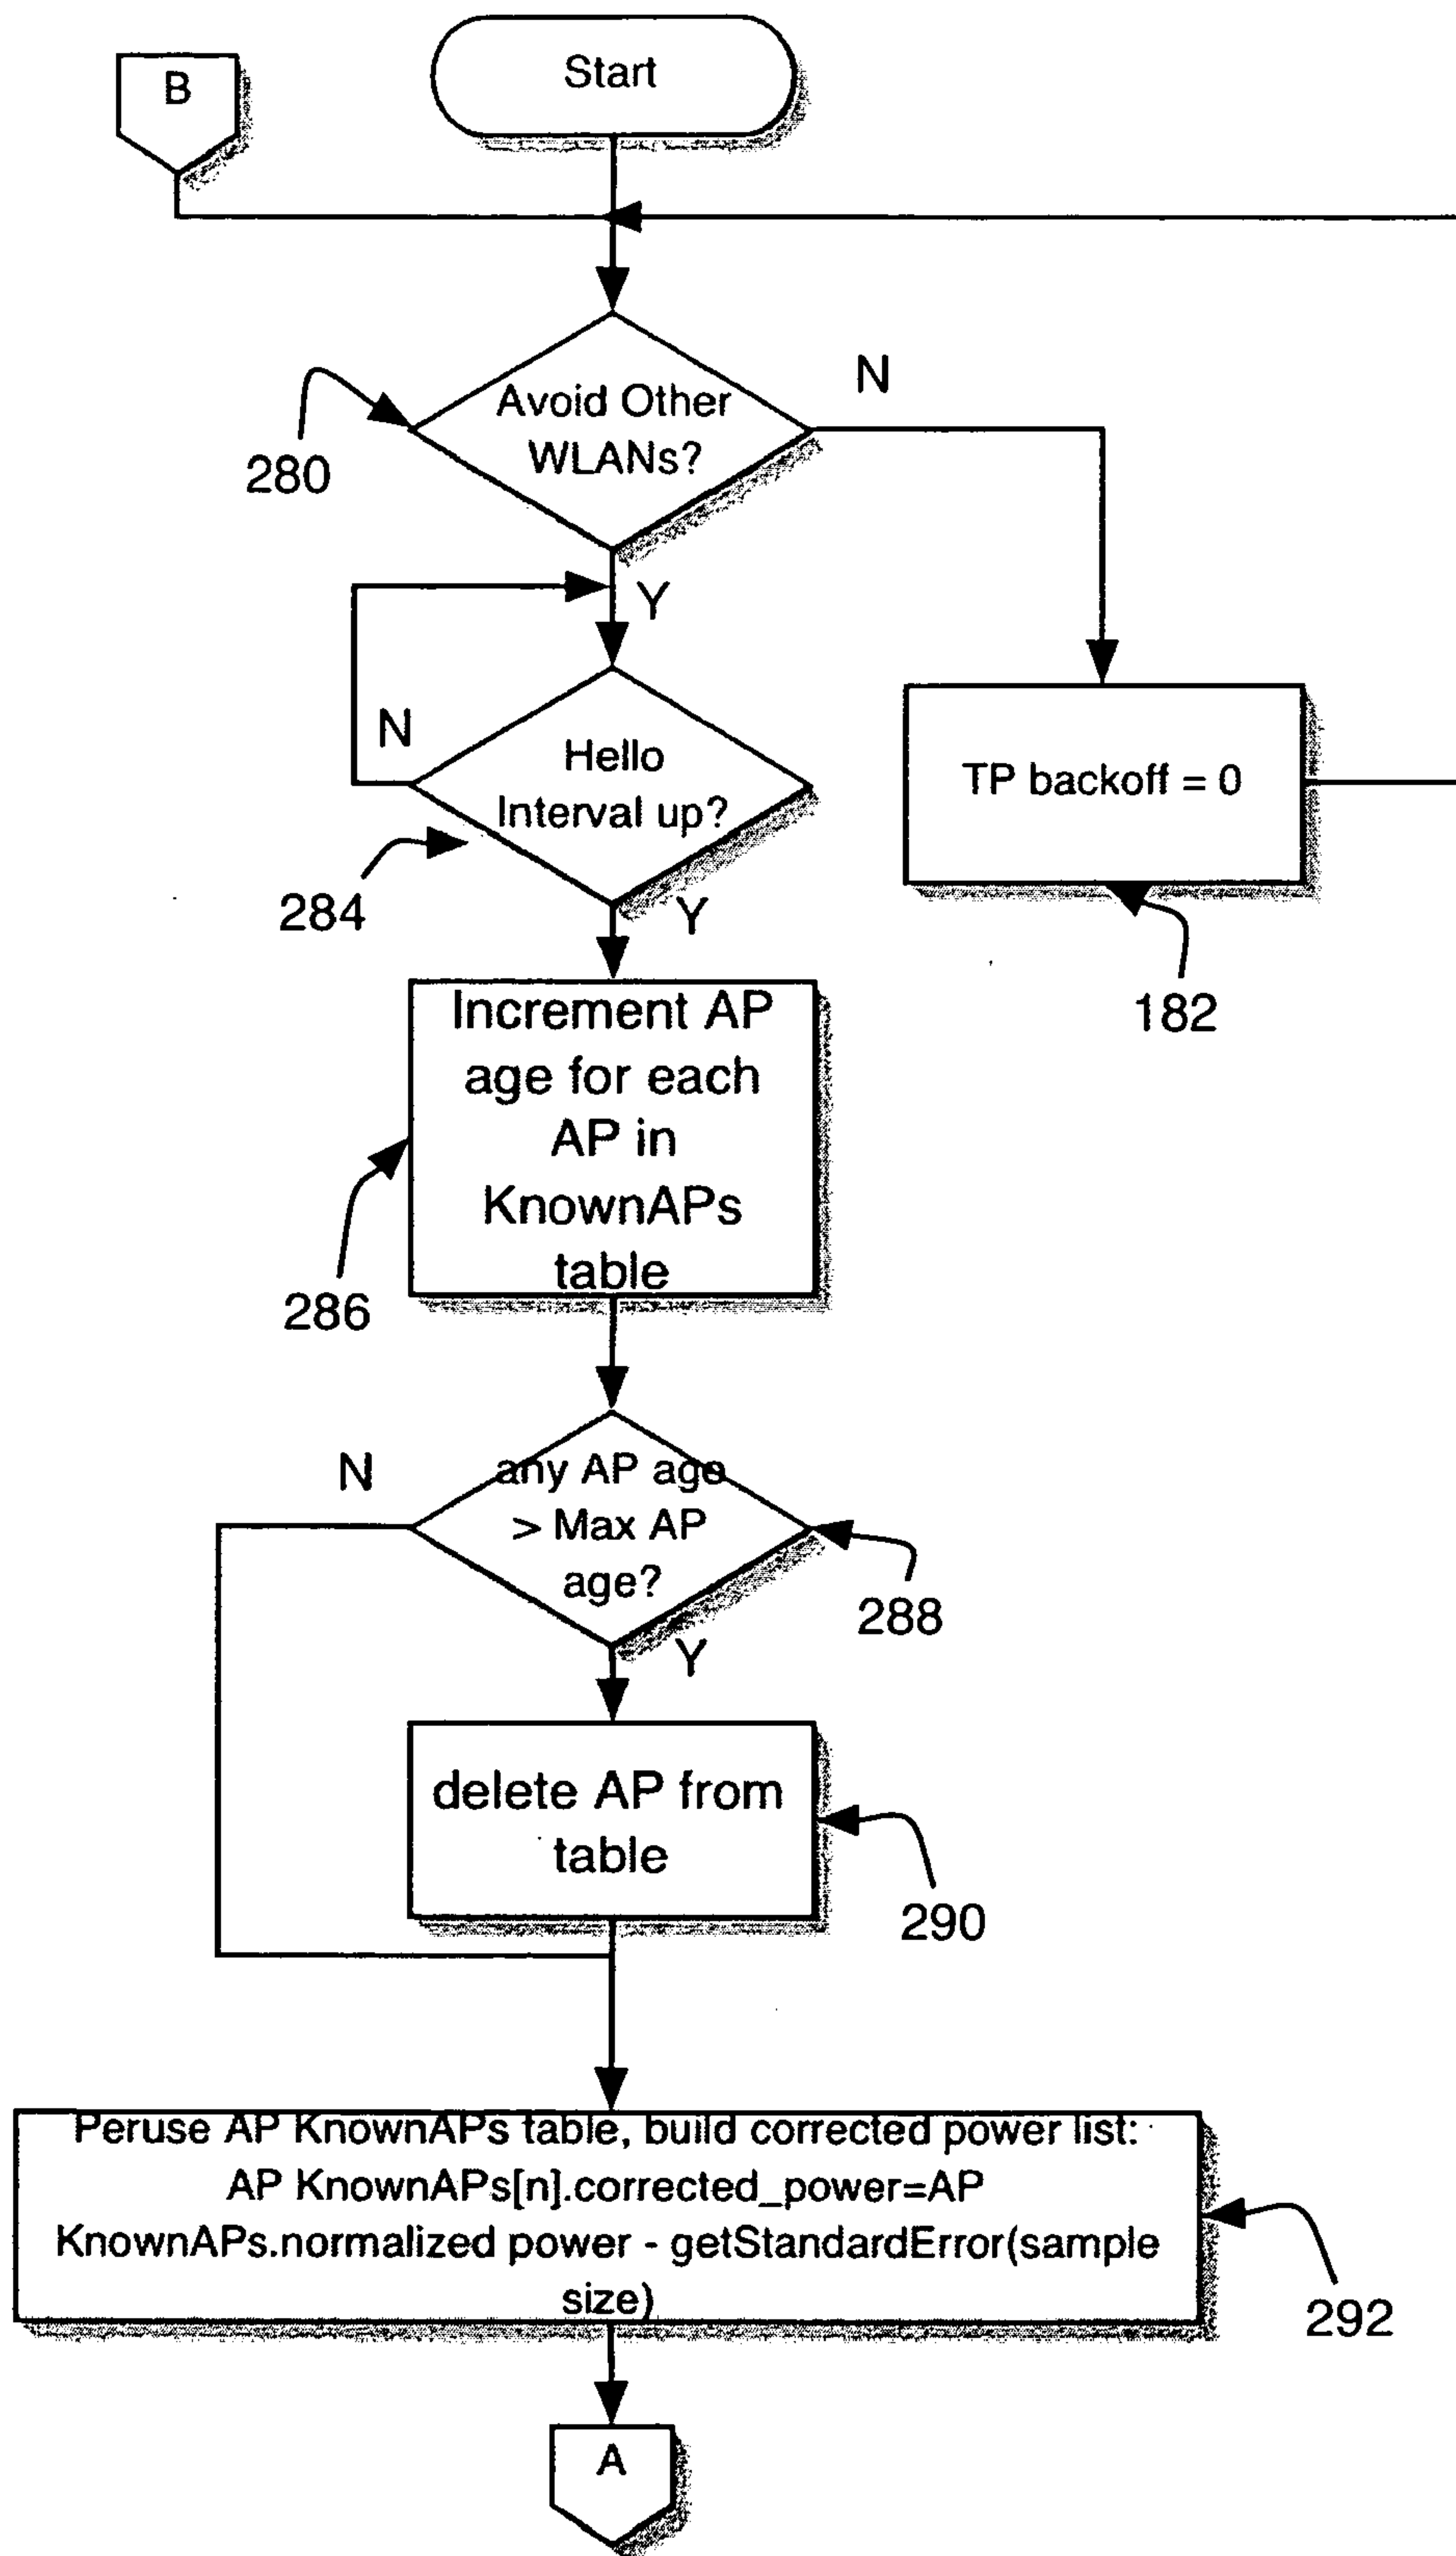 B
Start
Avoid Other
WLANs?
N
280
Y
N
Hello
Interval up?
TP backoff = 0
284
Y
182
Increment AP
age for each
AP in
KnownAPs
table
286
N
any AP age
> Max AP
age?
288
Y
delete AP from
table
290
Peruse AP KnownAPs table, build corrected power list:
AP KnownAPs[n].corrected_power=AP
KnownAPs.normalized power - getStandardError(sample
size)
292
A